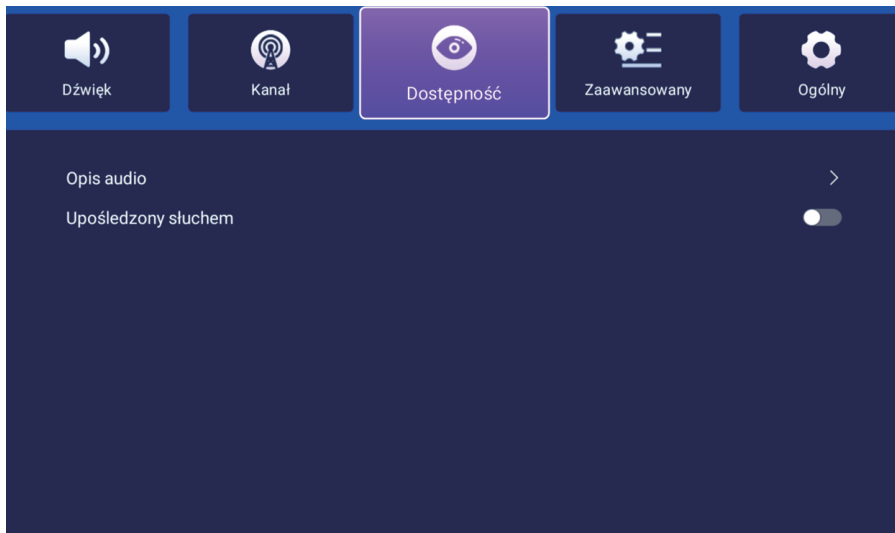 Dźwięk
Kanał
Dostępność
Zaawansowany
Ogólny
Opis audio
Upośledzony słuchem